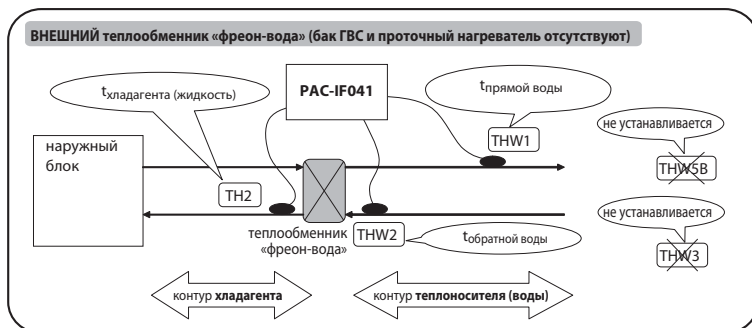 ВНЕШНИЙ теплообменник «фреон-вода» (бак ГВС и проточный нагреватель отсутствуют)
tхладагента (жидкость)
PAC-IF041
tпрямой воды
THW1
не устанавливается
THW5B
наружный
блок
TH2
теплообменник
«фреон-вода»
THW2
tобратной воды
не устанавливается
THW3
контур хладагента
контур теплоносителя (воды)